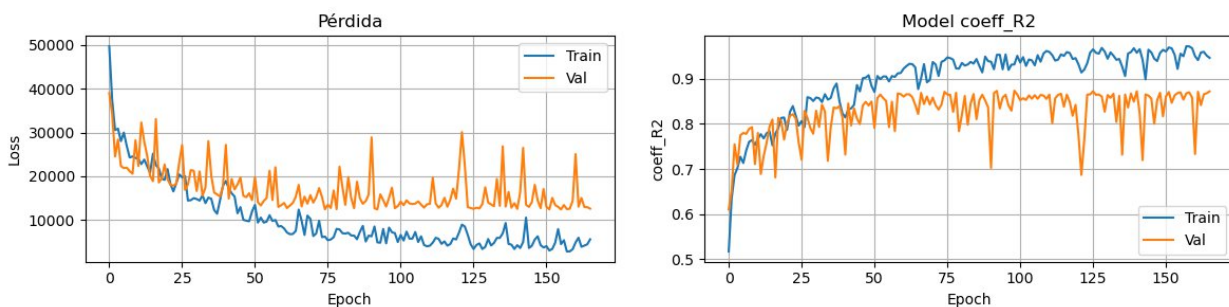 Pérdida
50000
40000
30000
20000
10000
Loss
0
25
50
75
100
125
150
Epoch
Train
Val
Model coeff_R2
0.9
0.8
0.7
0.6
0.5
coeff_R2
0
25
50
75
100
125
150
Epoch
Train
Val